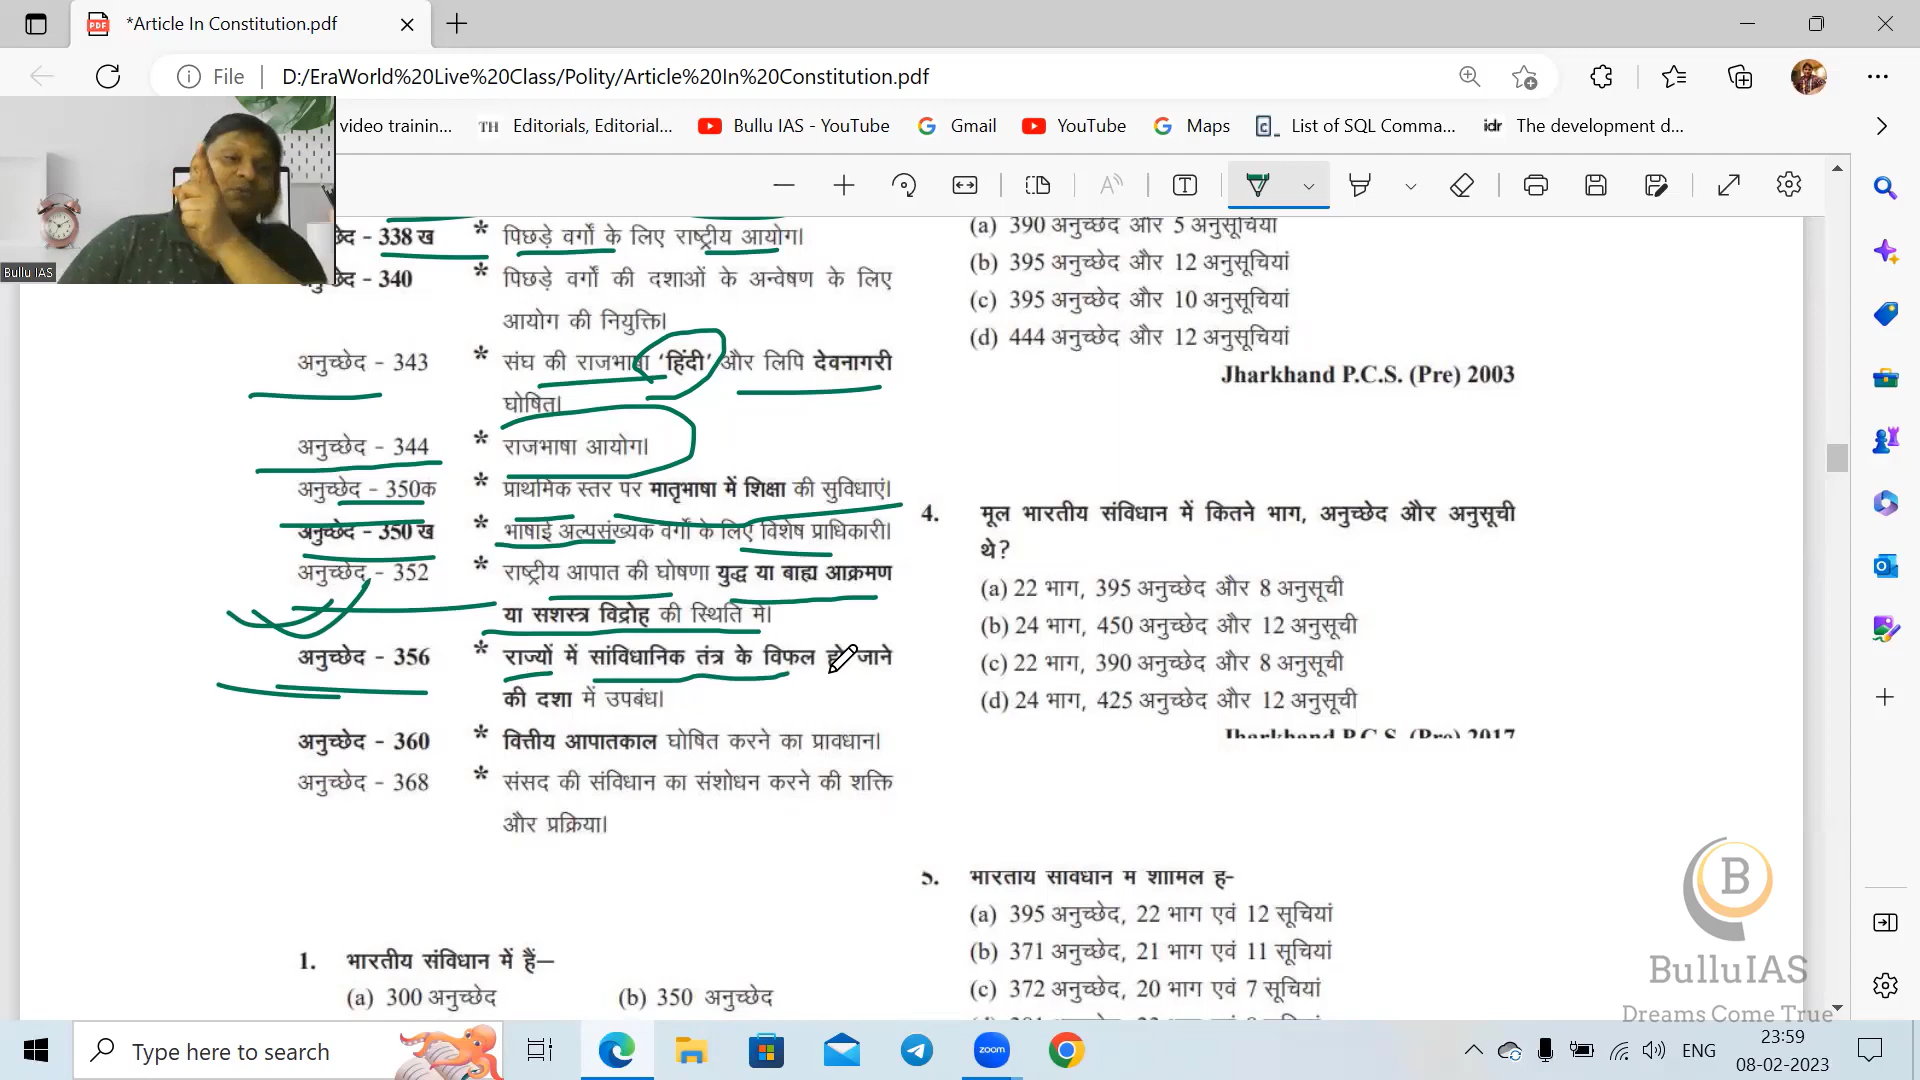 *Article In Constitution.pdf
File
D:/EraWorld%20Live%20Class/Polity/Article%20In%20Constitution.pdf
video trainin...
TH Editorials, Editorial...
Bullu IAS - YouTube
Gmail
YouTube
Maps
List of SQL Comma...
idr The development d...
Bullu IAS
338 ख * पिछड़े वर्गों के लिए राष्ट्रीय आयोग।
340 * पिछड़े वर्गों की दशाओं के अन्वेषण के लिए
आयोग की नियुक्ति।
अनुच्छेद - 343 * संघ की राजभाषा ‘हिंदी’ और लिपि देवनागरी
घोषित।
अनुच्छेद - 344 * राजभाषा आयोग।
अनुच्छेद - 350क * प्राथमिक स्तर पर मातृभाषा में शिक्षा की सुविधाएं।
अनुच्छेद - 350 ख * भाषाई अल्पसंख्यक वर्गों के लिए विशेष प्राधिकारी।
अनुच्छेद - 352 * राष्ट्रीय आपात की घोषणा युद्ध या बाह्य आक्रमण
या सशस्त्र विद्रोह की स्थिति में।
अनुच्छेद - 356 * राज्यों में सांविधानिक तंत्र के विफल हो जाने
की दशा में उपबंध।
अनुच्छेद - 360 * वित्तीय आपातकाल घोषित करने का प्रावधान।
अनुच्छेद - 368 * संसद की संविधान का संशोधन करने की शक्ति
और प्रक्रिया।
1. भारतीय संविधान में हैं—
(a) 300 अनुच्छेद (b) 350 अनुच्छेद
(a) 390 अनुच्छेद और 5 अनुसूचियां
(b) 395 अनुच्छेद और 12 अनुसूचियां
(c) 395 अनुच्छेद और 10 अनुसूचियां
(d) 444 अनुच्छेद और 12 अनुसूचियां
Jharkhand P.C.S. (Pre) 2003
4. मूल भारतीय संविधान में कितने भाग, अनुच्छेद और अनुसूची
थे?
(a) 22 भाग, 395 अनुच्छेद और 8 अनुसूची
(b) 24 भाग, 450 अनुच्छेद और 12 अनुसूची
(c) 22 भाग, 390 अनुच्छेद और 8 अनुसूची
(d) 24 भाग, 425 अनुच्छेद और 12 अनुसूची
Jharkhand P.C.S. (Pre) 2017
5. भारतीय संविधान में शामिल है-
(a) 395 अनुच्छेद, 22 भाग एवं 12 सूचियां
(b) 371 अनुच्छेद, 21 भाग एवं 11 सूचियां
(c) 372 अनुच्छेद, 20 भाग एवं 7 सूचियां
B
BulluIAS
Dreams Come True
Type here to search
zoom
ENG
23:59
08-02-2023